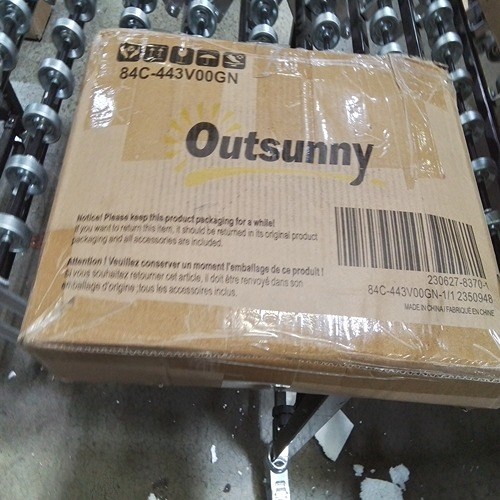 84C-443V00GN
Outsunny
Notice! Please keep this product packaging for a while!
If you want to return this item, it should be returned in its original product
packaging and all accessories are included.
Attention ! Veuillez conserver un moment l'emballage de ce produit !
Si vous souhaitez retourner cet article, il doit être renvoyé dans son
emballage d'origine ;tous les accessoires inclus.
230627-8370-1
84C-443V00GN-1/1 235094B
MADE IN CHINA / FABRIQUE EN CHINE